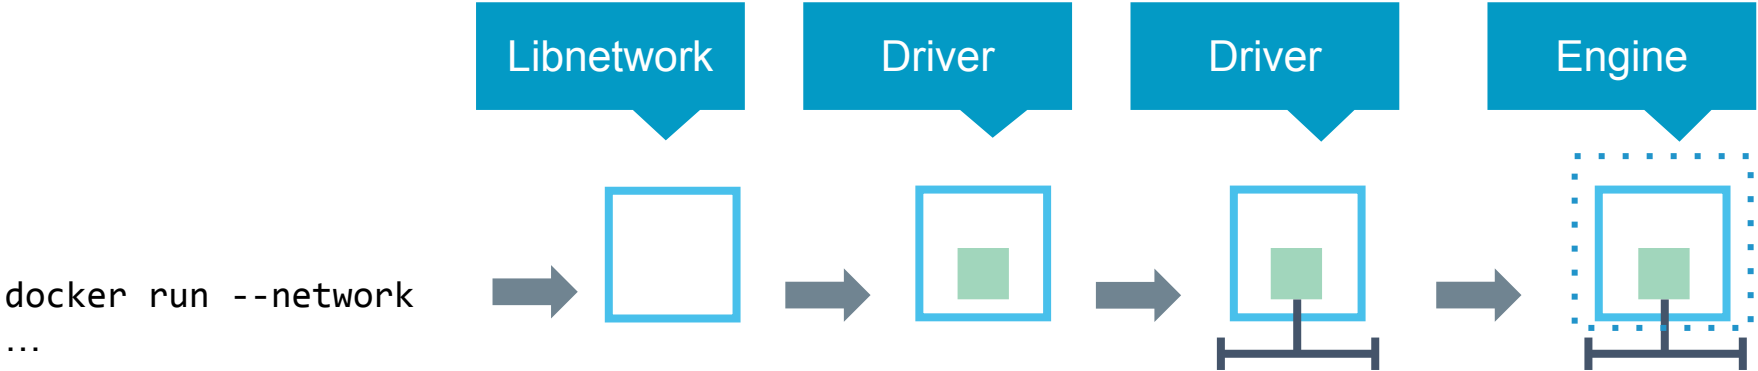 Libnetwork
Driver
Driver
Engine
docker run --network
…